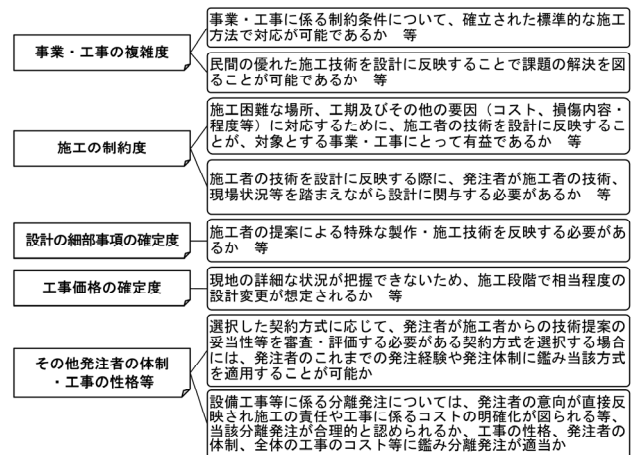 事業・工事の複雑度
事業・工事に係る制約条件について、確立された標準的な施工
方法で対応が可能であるか　等
民間の優れた施工技術を設計に反映することで課題の解決を図
ることが可能であるか　等
施工の制約度
施工困難な場所、工期及びその他の要因（コスト、損傷内容・
程度等）に対応するために、施工者の技術を設計に反映するこ
とが、対象とする事業・工事にとって有益であるか　等
施工者の技術を設計に反映する際に、発注者が施工者の技術、
現場状況等を踏まえながら設計に関与する必要があるか　等
設計の細部事項の確定度
施工者の提案による特殊な製作・施工技術を反映する必要があ
るか　等
工事価格の確定度
現地の詳細な状況が把握できないため、施工段階で相当程度の
設計変更が想定されるか　等
その他発注者の体制
・工事の性格等
選択した契約方式に応じて、発注者が施工者からの技術提案の
妥当性等を審査・評価する必要がある契約方式を選択する場合
には、発注者のこれまでの発注経験や発注体制に鑑み当該方式
を適用することが可能か
設備工事等に係る分離発注については、発注者の意向が直接反
映され施工の責任や工事に係るコストの明確化が図られる等、
当該分離発注が合理的と認められるか、工事の性格、発注者の
体制、全体の工事のコスト等に鑑み分離発注が適当か